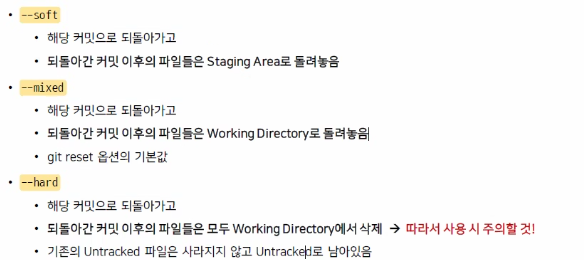 • --soft
• 해당 커밋으로 되돌아가고
• 되돌아간 커밋 이후의 파일들은 Staging Area로 돌려놓음
• --mixed
• 해당 커밋으로 되돌아가고
• 되돌아간 커밋 이후의 파일들은 Working Directory로 돌려놓음
• git reset 옵션의 기본값
• --hard
• 해당 커밋으로 되돌아가고
• 되돌아간 커밋 이후의 파일들은 모두 Working Directory에서 삭제 → 따라서 사용 시 주의할 것!
• 기존의 Untracked 파일은 사라지지 않고 Untracked로 남아있음